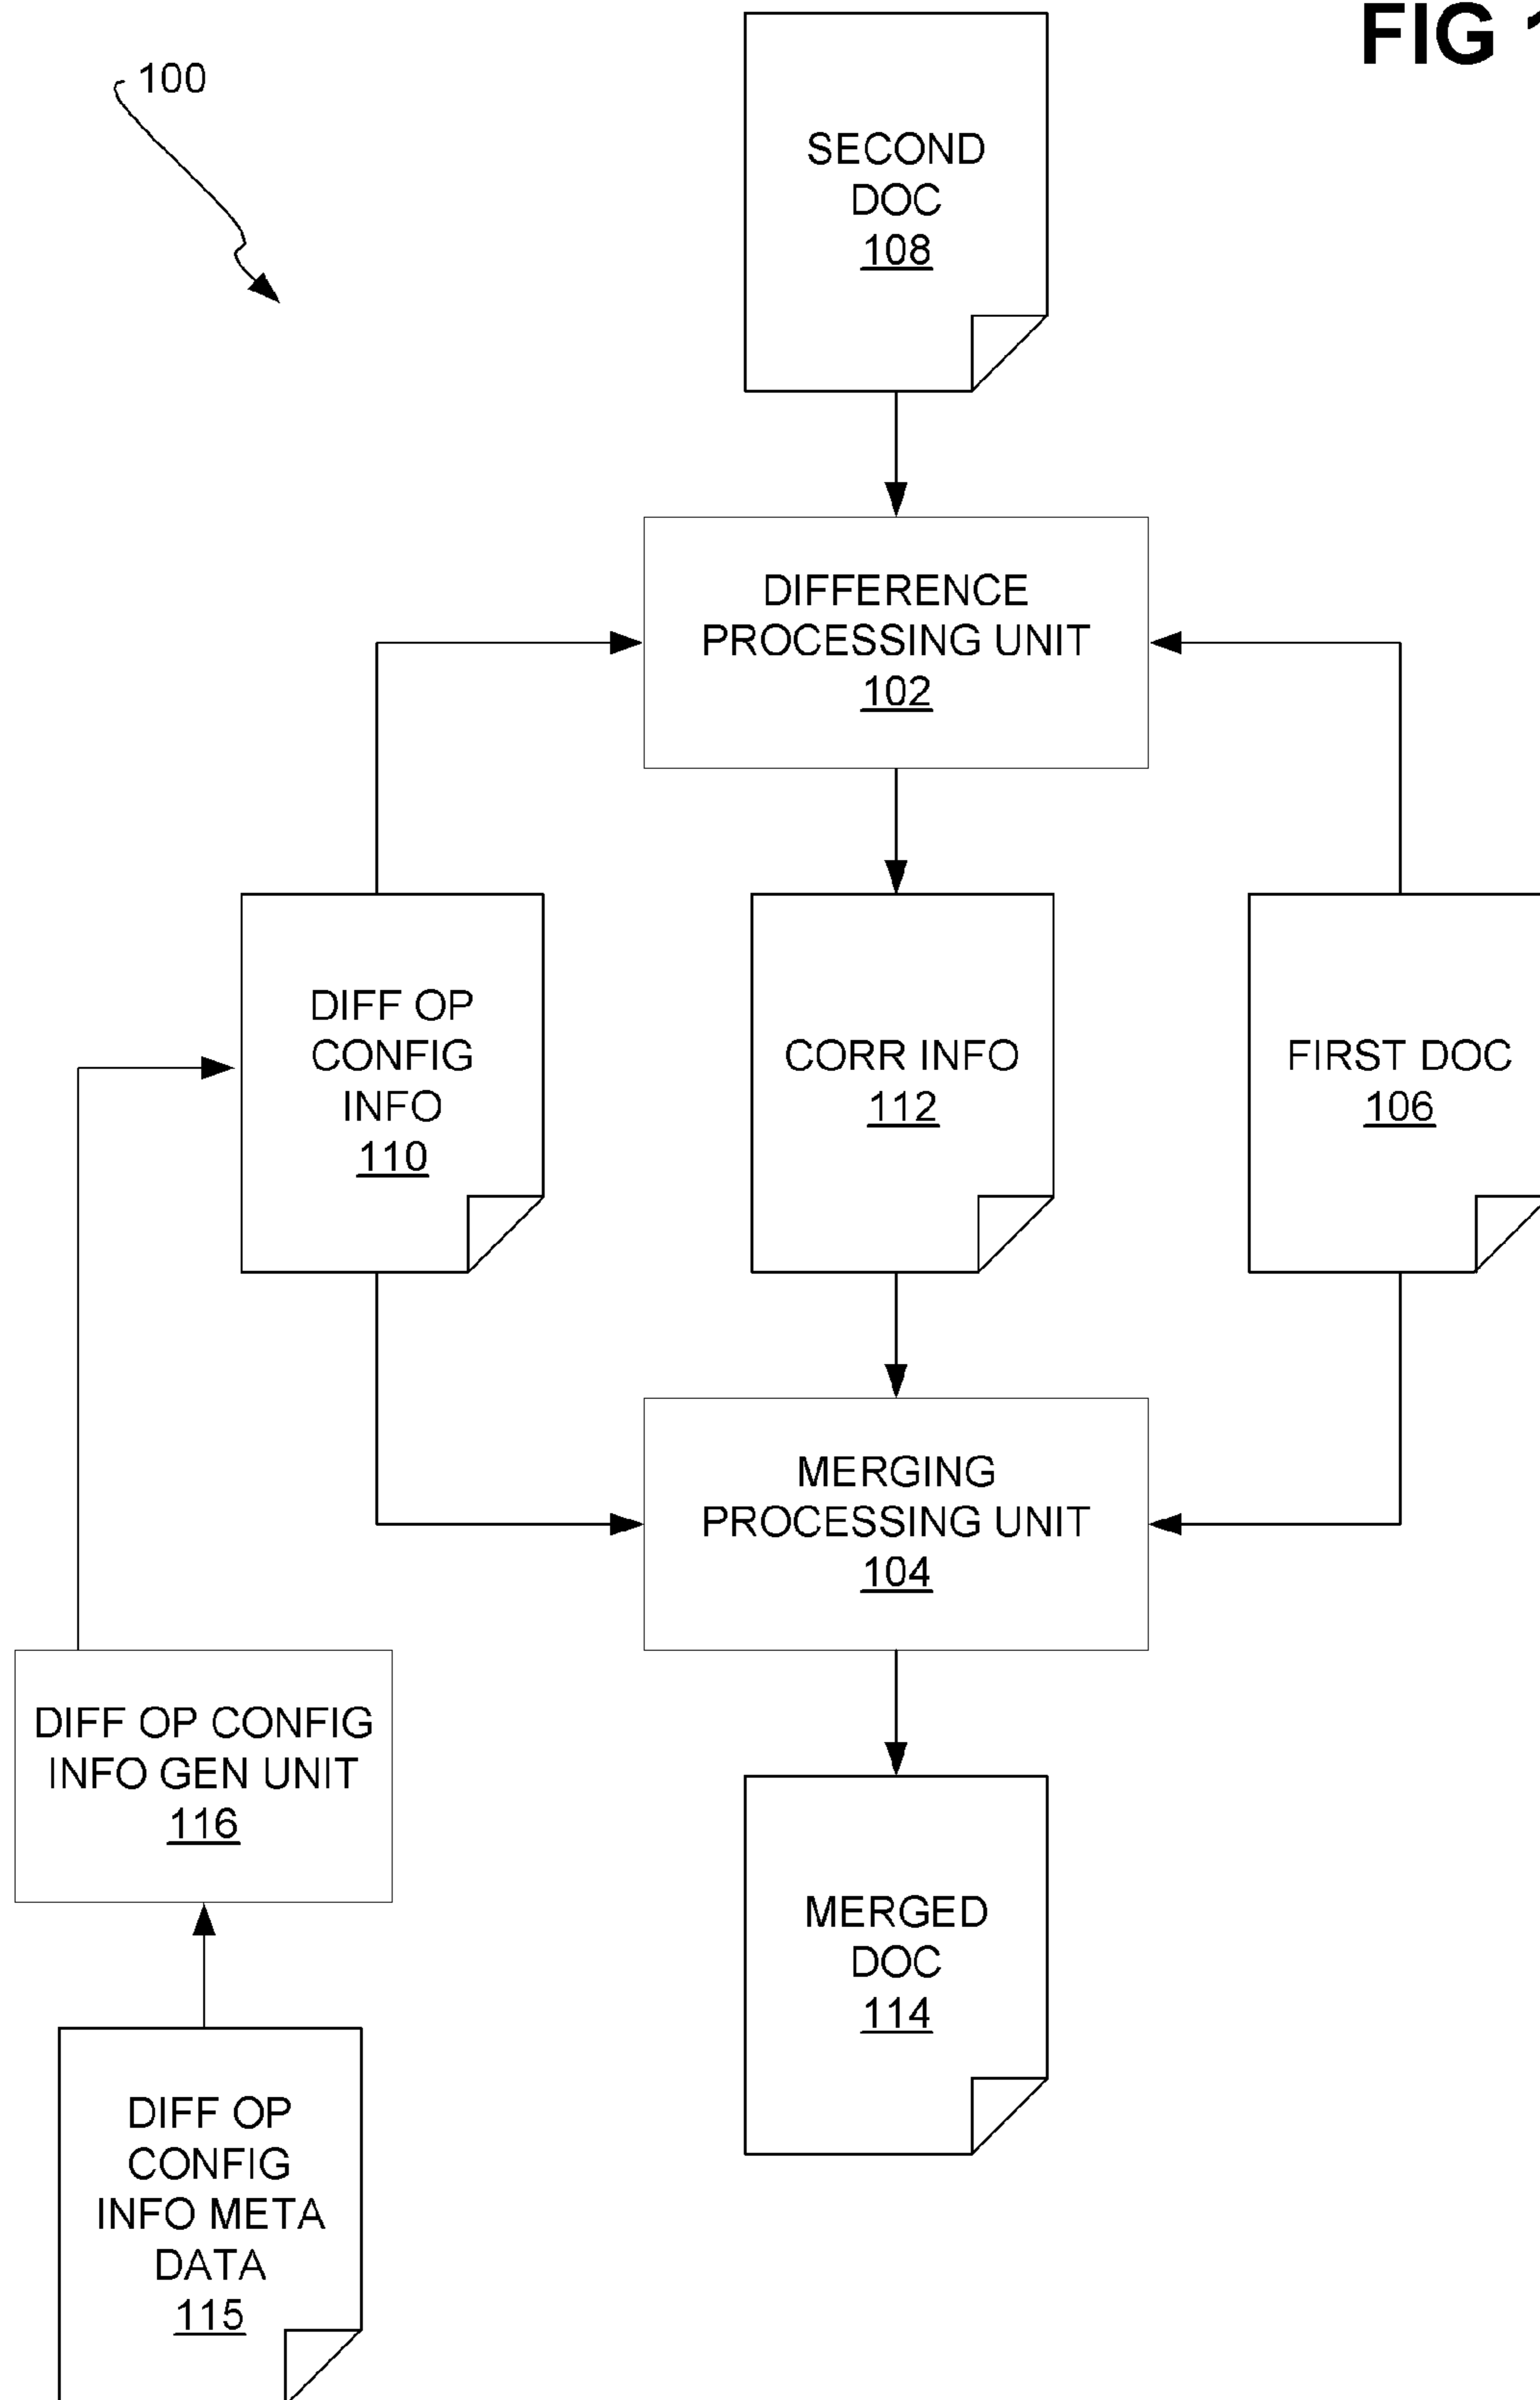 FIG 1
100
SECOND
DOC
108
DIFFERENCE
PROCESSING UNIT
102
DIFF OP
CONFIG
INFO
110
CORR INFO
112
FIRST DOC
106
MERGING
PROCESSING UNIT
104
DIFF OP CONFIG
INFO GEN UNIT
116
MERGED
DOC
114
DIFF OP
CONFIG
INFO META
DATA
115